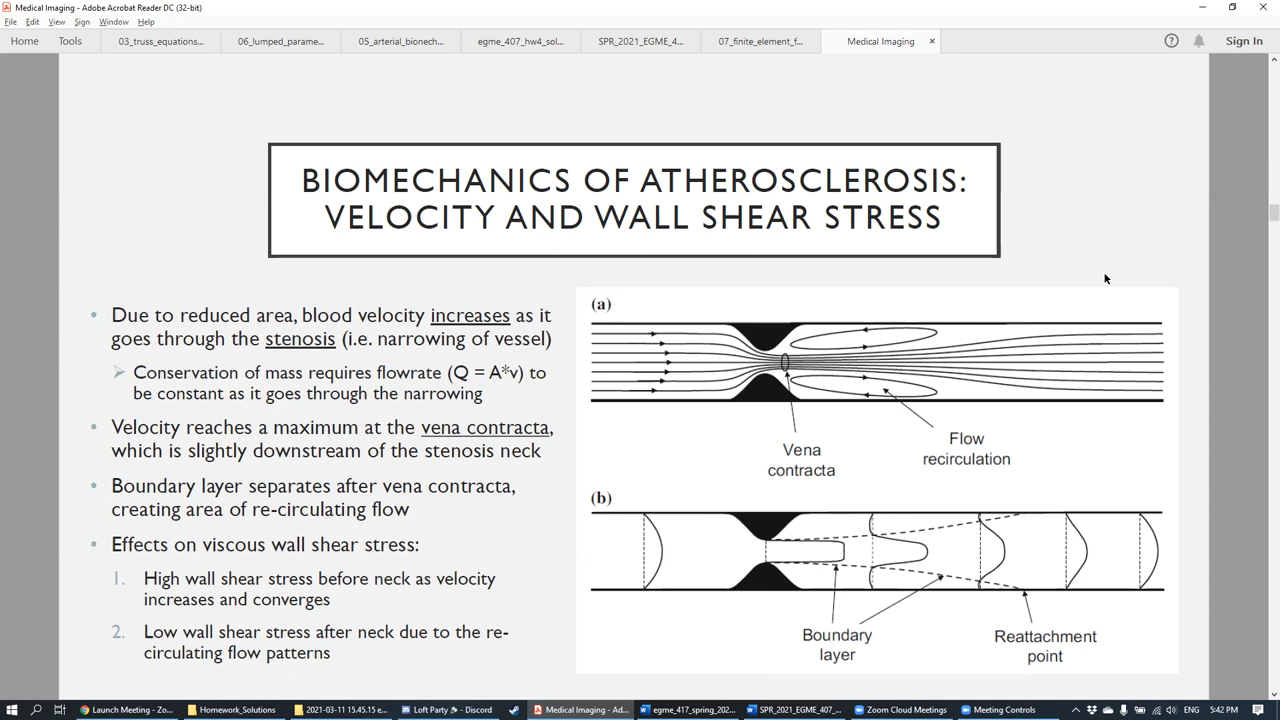 Medical Imaging - Adobe Acrobat Reader DC (32-bit)
File Edit View Sign Window Help
Home Tools 03_truss_equations... 06_lumped_parame... 05_arterial_biomech... egme_407_hw4_sol... SPR_2021_EGME_4... 07_finite_element_f... Medical Imaging × Sign In
BIOMECHANICS OF ATHEROSCLEROSIS:
VELOCITY AND WALL SHEAR STRESS
• Due to reduced area, blood velocity increases as it
goes through the stenosis (i.e. narrowing of vessel)
➢ Conservation of mass requires flowrate (Q = A*v) to
be constant as it goes through the narrowing
• Velocity reaches a maximum at the vena contracta,
which is slightly downstream of the stenosis neck
• Boundary layer separates after vena contracta,
creating area of re-circulating flow
• Effects on viscous wall shear stress:
1. High wall shear stress before neck as velocity
increases and converges
2. Low wall shear stress after neck due to the re-
circulating flow patterns
(a)
Vena
contracta
Flow
recirculation
(b)
Boundary
layer
Reattachment
point
Launch Meeting - Zo... Homework_Solutions 2021-03-11 15.45.15 e... Loft Party - Discord Medical Imaging - Ad... egme_417_spring_202... SPR_2021_EGME_40... Zoom Cloud Meetings Meeting Controls ENG 5:42 PM